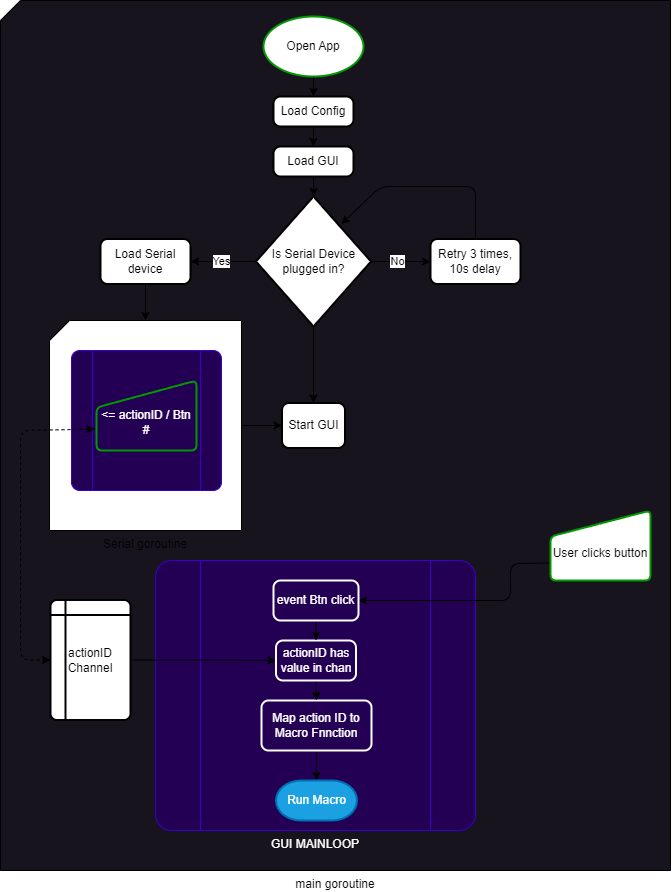 Open App
Load Config
Load GUI
Is Serial Device
plugged in?
Yes
No
Load Serial
device
Retry 3 times,
10s delay
<= actionID / Btn
#
Start GUI
Serial goroutine
User clicks button
event Btn click
actionID
Channel
actionID has
value in chan
Map action ID to
Macro Fnnction
Run Macro
GUI MAINLOOP
main goroutine